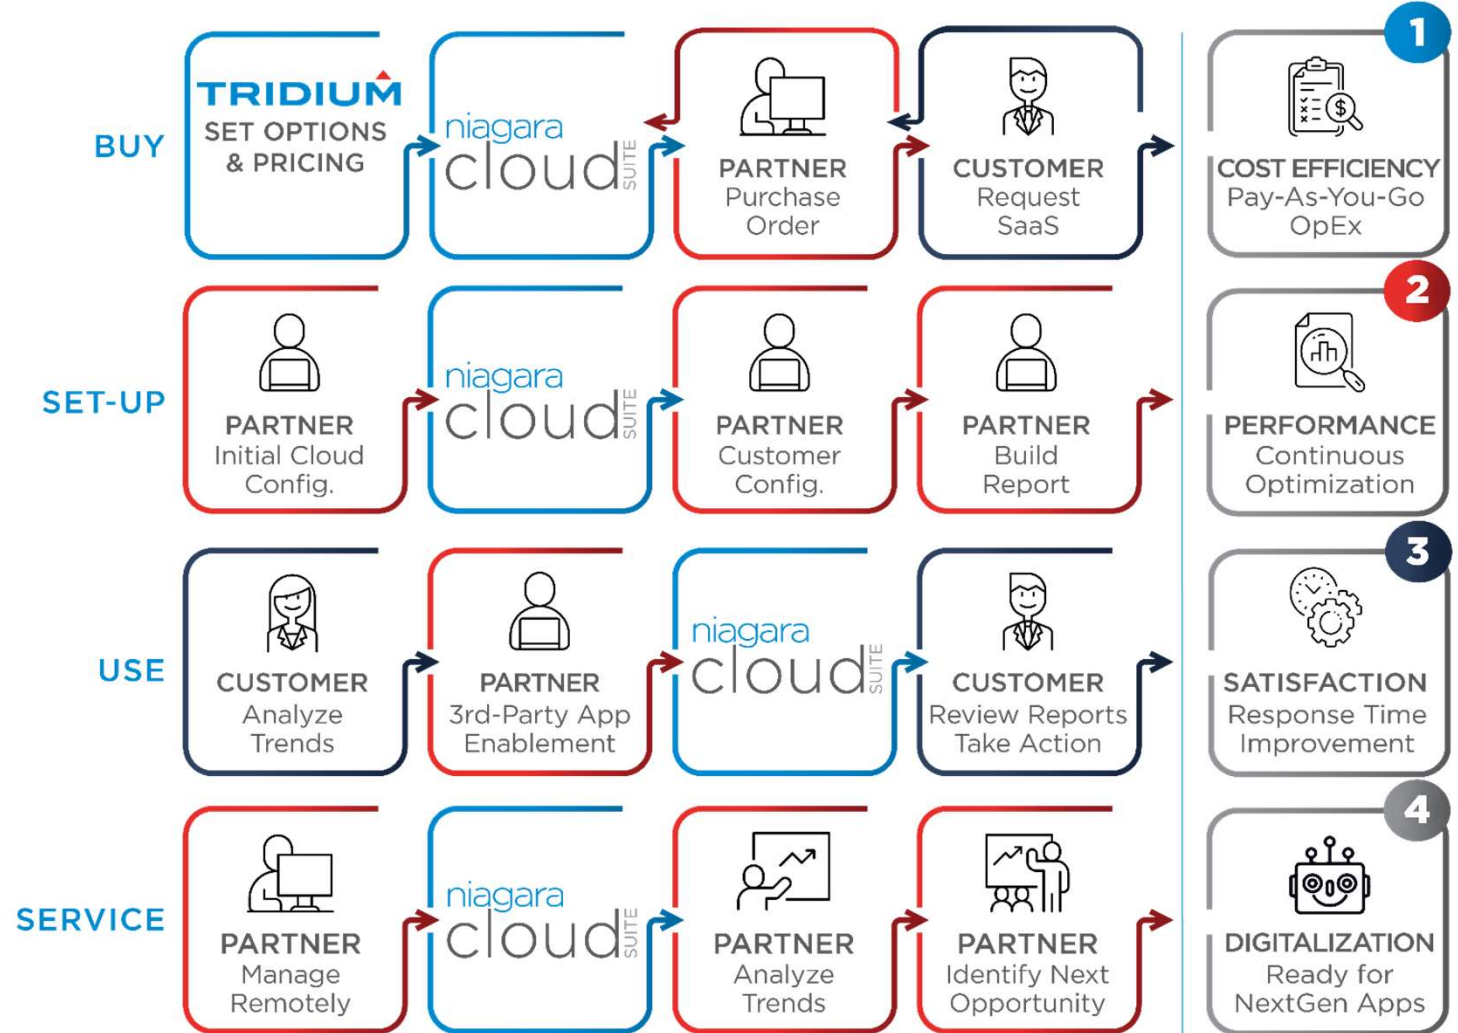 BUY
TRIDIUM
SET OPTIONS
& PRICING
niagara
cloud SUITE
PARTNER
Purchase
Order
CUSTOMER
Request
SaaS
1
COST EFFICIENCY
Pay-As-You-Go
OpEx
SET-UP
PARTNER
Initial Cloud
Config.
niagara
cloud SUITE
PARTNER
Customer
Config.
PARTNER
Build
Report
2
PERFORMANCE
Continuous
Optimization
USE
CUSTOMER
Analyze
Trends
PARTNER
3rd-Party App
Enablement
niagara
cloud SUITE
CUSTOMER
Review Reports
Take Action
3
SATISFACTION
Response Time
Improvement
SERVICE
PARTNER
Manage
Remotely
niagara
cloud SUITE
PARTNER
Analyze
Trends
PARTNER
Identify Next
Opportunity
4
DIGITALIZATION
Ready for
NextGen Apps